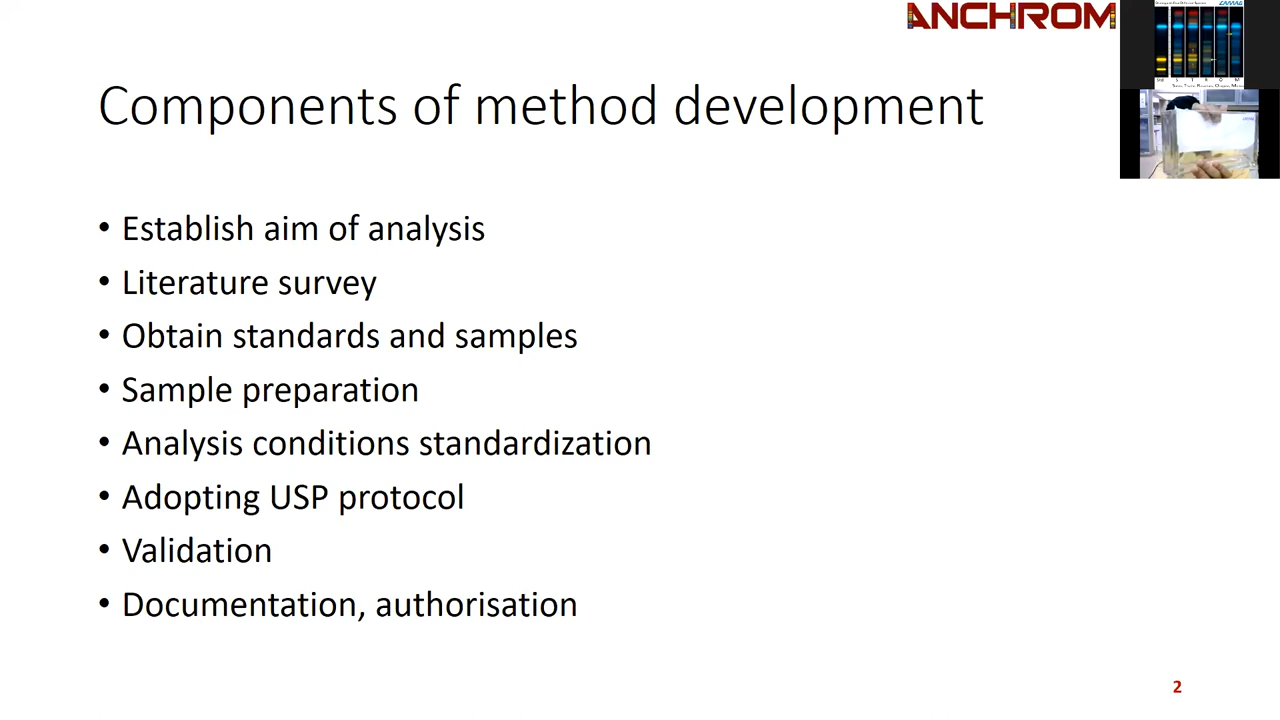 ANCHROM
CAMAG
Components of method development
• Establish aim of analysis
• Literature survey
• Obtain standards and samples
• Sample preparation
• Analysis conditions standardization
• Adopting USP protocol
• Validation
• Documentation, authorisation
2